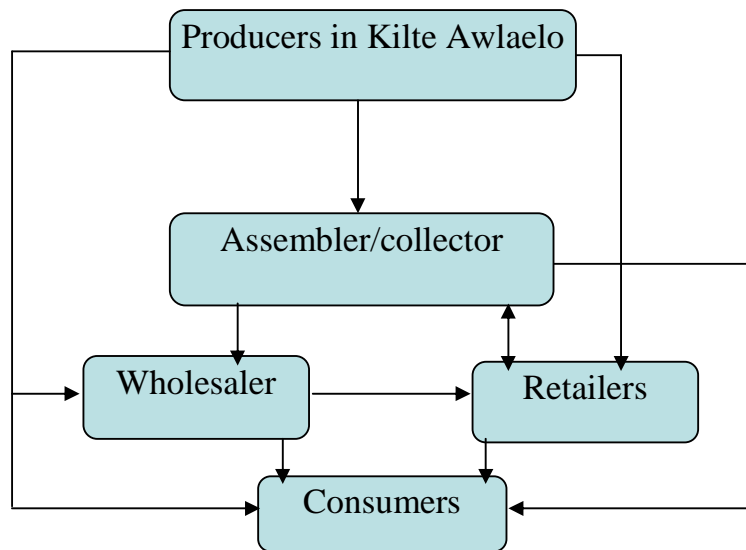 Producers in Kilte Awlaelo
Assembler/collector
Wholesaler
Retailers
Consumers